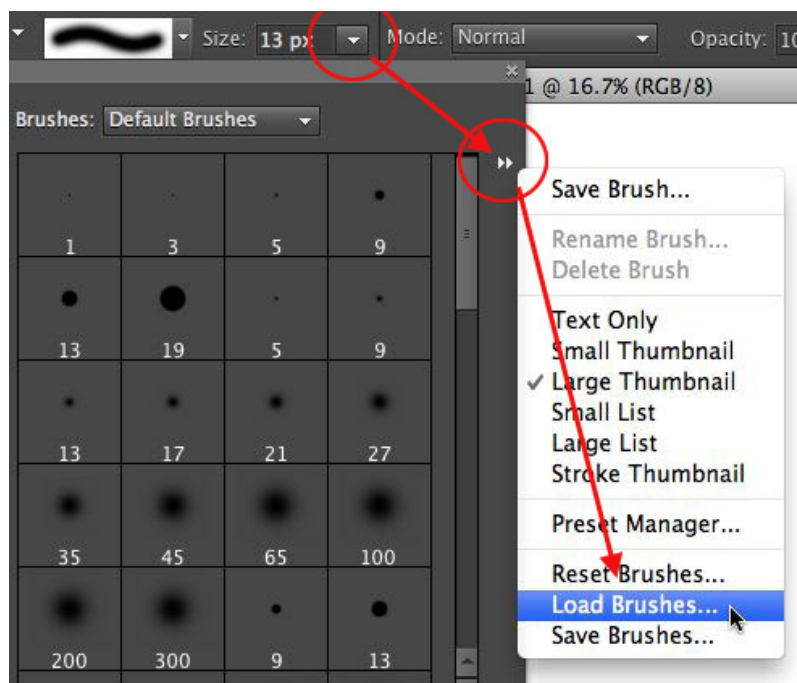 Size: 13 px Mode: Normal Opacity: 10
1 @ 16.7% (RGB/8)
Brushes: Default Brushes
1 3 5 9
13 19 5 9
13 17 21 27
35 45 65 100
200 300 9 13
Save Brush...
Rename Brush...
Delete Brush
Text Only
Small Thumbnail
Large Thumbnail
Small List
Large List
Stroke Thumbnail
Preset Manager...
Reset Brushes...
Load Brushes...
Save Brushes...